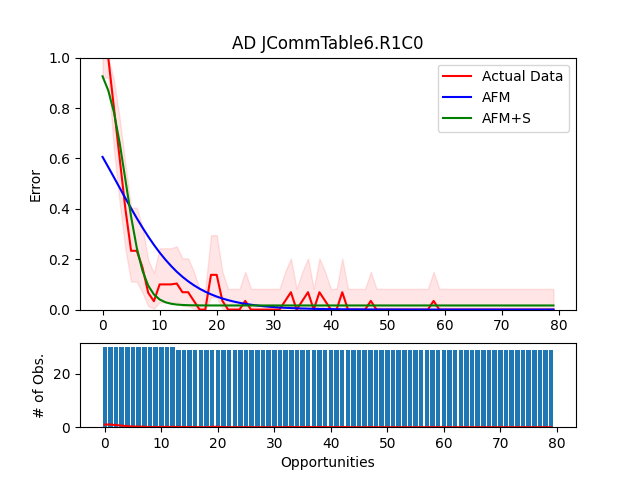 AD JCommTable6.R1C0
1.0
0.8
0.6
0.4
0.2
0.0
Error
Actual Data
AFM
AFM+S
0 10 20 30 40 50 60 70 80
20
0
# of Obs.
0 10 20 30 40 50 60 70 80
Opportunities